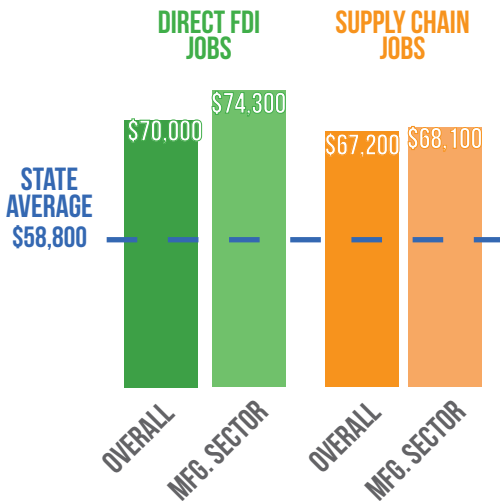 DIRECT FDI
JOBS
SUPPLY CHAIN
JOBS
$70,000
$74,300
$67,200
$68,100
STATE
AVERAGE
$58,800
OVERALL
MFG. SECTOR
OVERALL
MFG. SECTOR